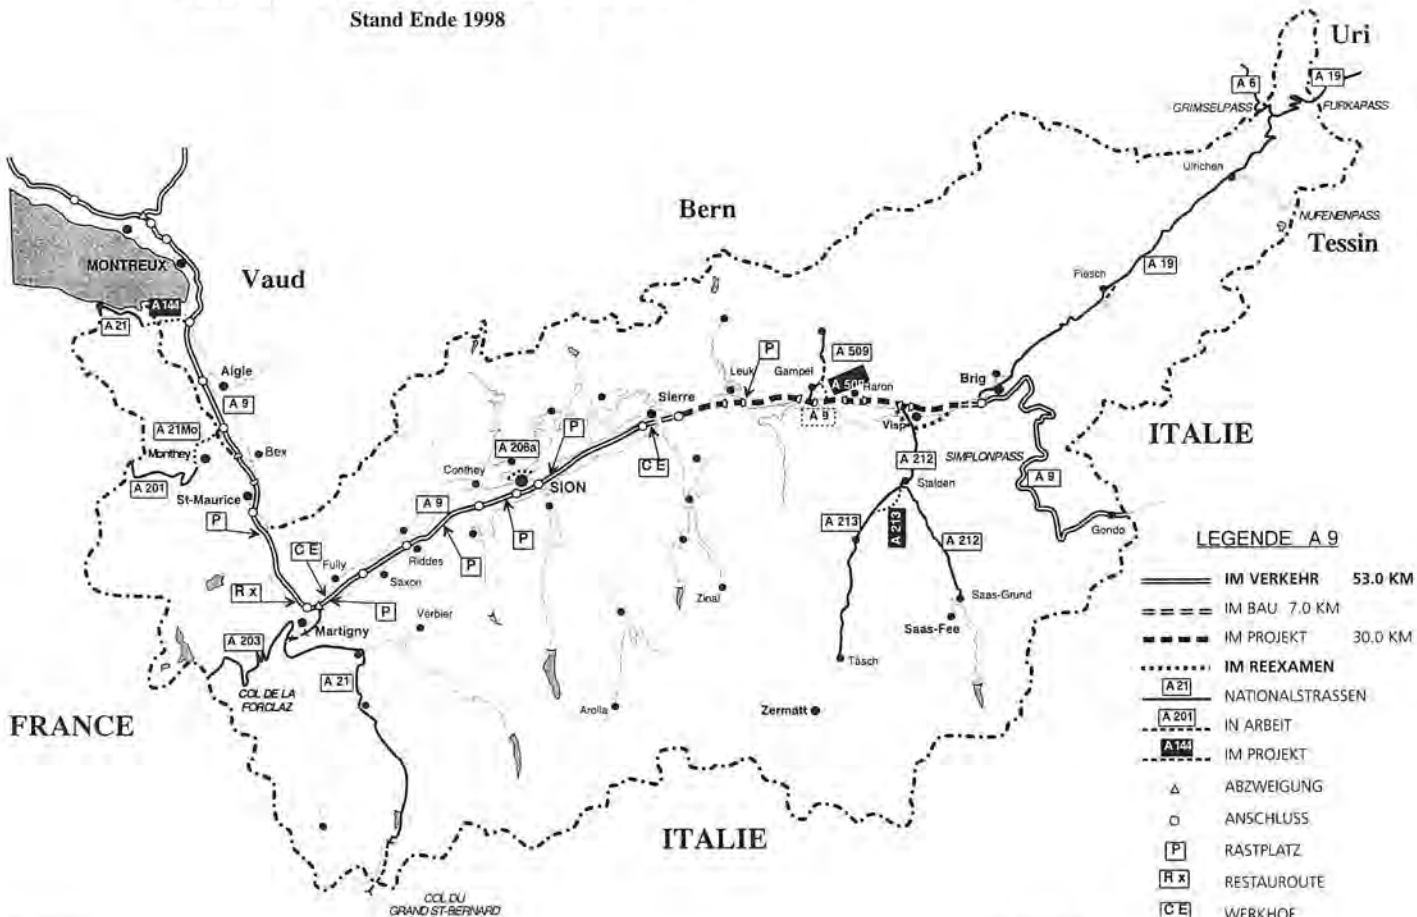 Stand Ende 1998
Uri
A 6
A 19
GRIMSELPASS
FURKAPASS
Ulrichen
Bern
NUFENENPASS
Tessin
MONTREUX
Vaud
A 19
Fiesch
A 144
A 21
A 509
P
Leuk
Gampel
A 509
Raron
Brig
Aigle
A 9
Sierre
A 9
Visp
ITALIE
A 21Mo
Monthey
Bex
A 206a
P
C E
A 212
SIMPLONPASS
A 201
Conthey
SION
Stalden
A 9
St-Maurice
A 9
P
A 213
A 213
A 212
Gondo
P
C E
Fully
Riddes
P
Saxon
R x
P
Verbier
Zinal
Saas-Grund
Martigny
Saas-Fee
A 203
Täsch
A 21
COL DE LA
FORCLAZ
Arolla
Zermatt
FRANCE
ITALIE
COL DU
GRAND ST-BERNARD
LEGENDE A 9
IM VERKEHR 53.0 KM
IM BAU 7.0 KM
IM PROJEKT 30.0 KM
IM REEXAMEN
A 21 NATIONALSTRASSEN
A 201 IN ARBEIT
A 144 IM PROJEKT
ABZWEIGUNG
ANSCHLUSS
P RASTPLATZ
R x RESTAUROUTE
C E WERKHOF